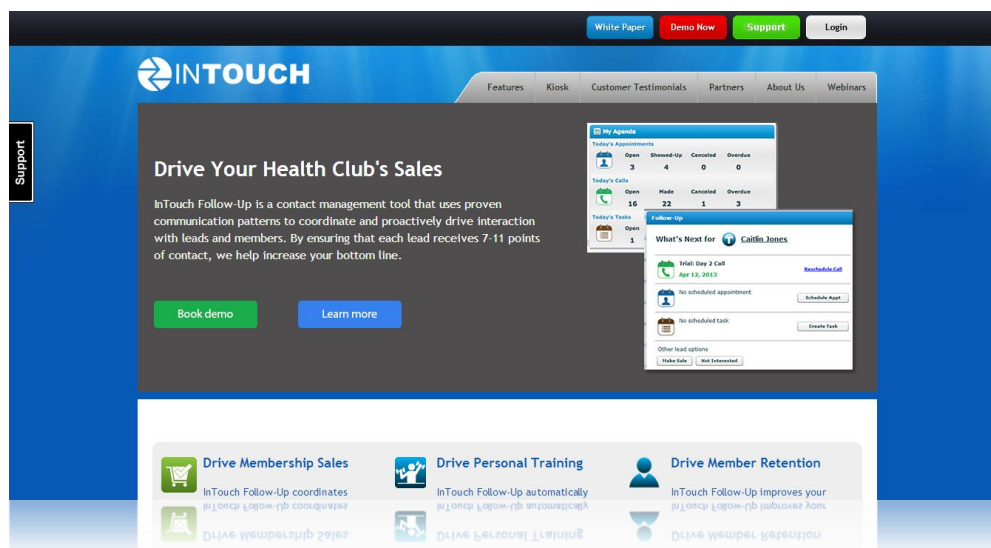 White Paper
Demo Now
Support
Login
INTOUCH
Features
Kiosk
Customer Testimonials
Partners
About Us
Webinars
Support
Drive Your Health Club's Sales
InTouch Follow-Up is a contact management tool that uses proven
communication patterns to coordinate and proactively drive interaction
with leads and members. By ensuring that each lead receives 7-11 points
of contact, we help increase your bottom line.
Book demo
Learn more
My Agenda
Today's Appointments
Open Showed-Up Canceled Overdue
3 4 0 0
Today's Calls
Open Made Canceled Overdue
16 22 1 3
Today's Tasks
Open
1
Follow-Up
What's Next for Caitlin Jones
Trial: Day 2 Call
Apr 12, 2013
Reschedule Call
No scheduled appointment
Schedule Appt
No scheduled task
Create Task
Other lead options
Make Sale Not Interested
Drive Membership Sales
InTouch Follow-Up coordinates
Drive Personal Training
InTouch Follow-Up automatically
Drive Member Retention
InTouch Follow-Up improves your